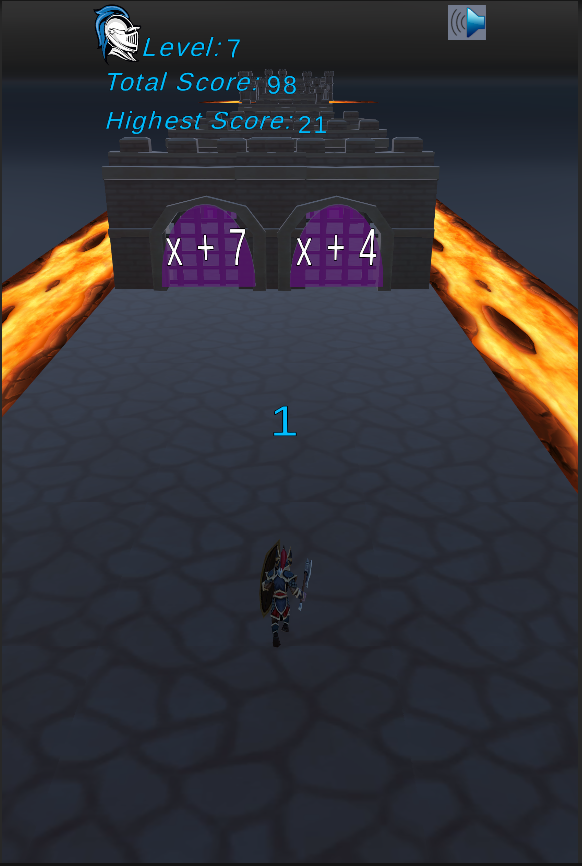 Level: 7
Total Score: 98
Highest Score: 21
x + 7 x + 4
1